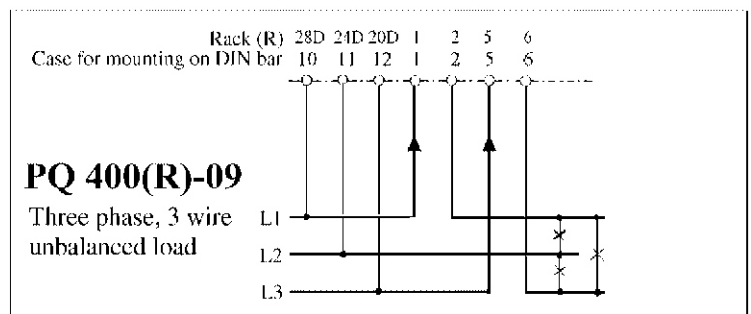 Rack (R) 28D 24D 20D 1 2 5 6
Case for mounting on DIN bar 10 11 12 1 2 5 6
PQ 400(R)-09
Three phase, 3 wire
unbalanced load
L1
L2
L3